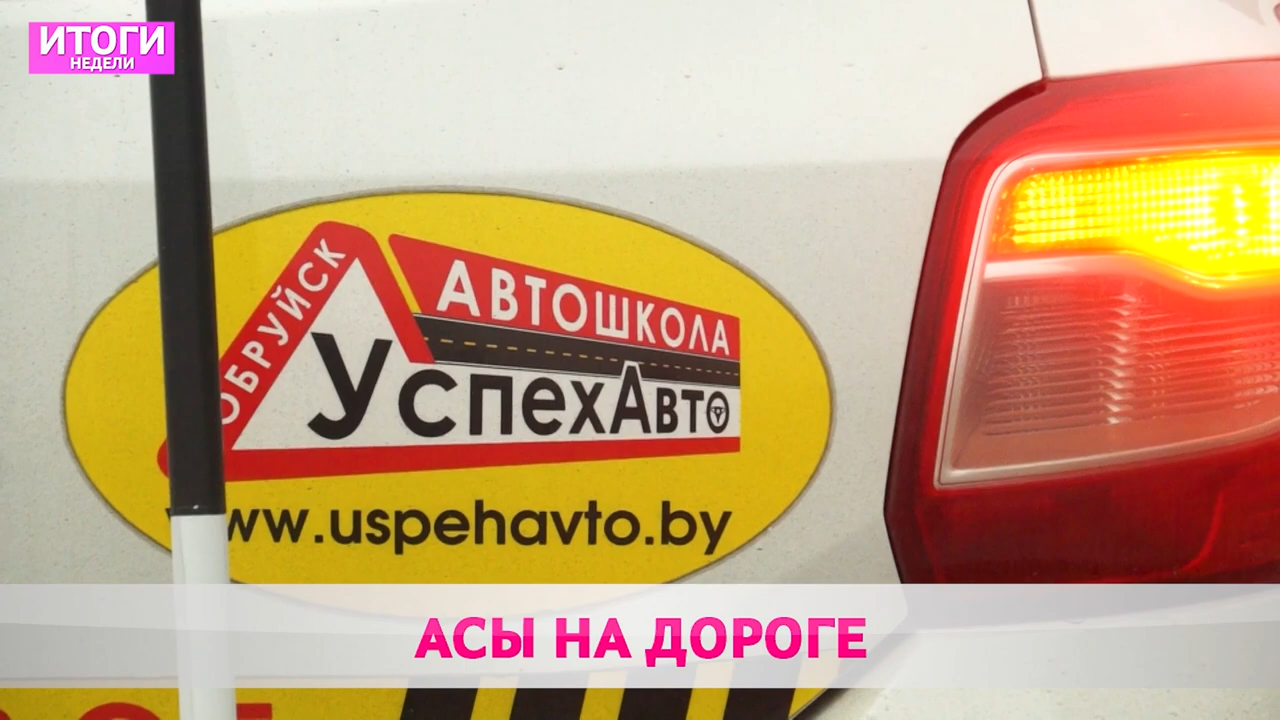 ИТОГИ
НЕДЕЛИ
ОБРУЙСК
АВТОШКОЛА
УспехАвто
www.uspehavto.by
АСЫ НА ДОРОГЕ